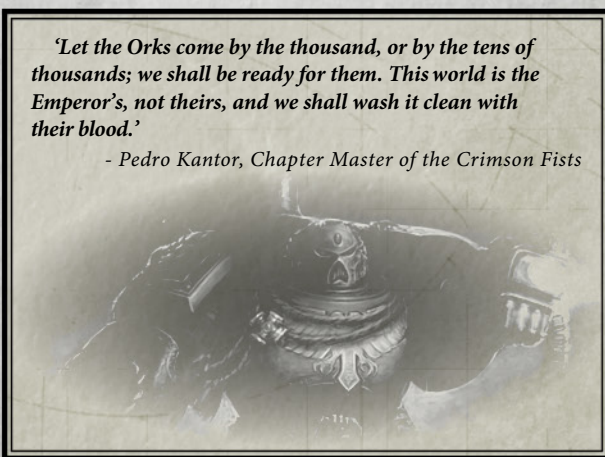 ‘Let the Orks come by the thousand, or by the tens of
thousands; we shall be ready for them. This world is the
Emperor’s, not theirs, and we shall wash it clean with
their blood.’
- Pedro Kantor, Chapter Master of the Crimson Fists